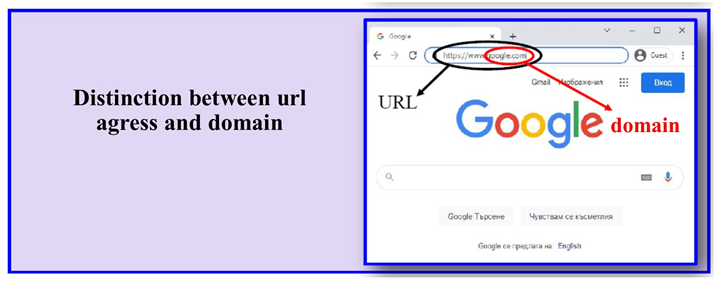 Distinction between url
agress and domain
Google
https://www.google.com
Guest
Gmail Изображения
Вход
URL
Google
domain
Google Търсене
Чувствам се късметлия
Google се предлага на: English